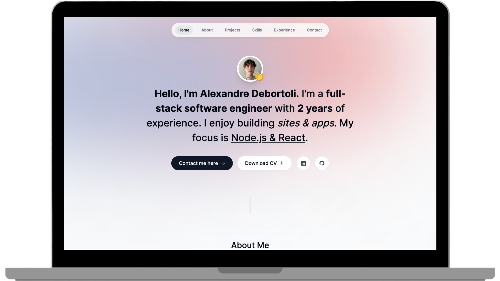 Home About Projects Skills Experience Contact
Hello, I'm Alexandre Debortoli. I'm a full-
stack software engineer with 2 years of
experience. I enjoy building sites & apps. My
focus is Node.js & React.
Contact me here Download CV
About Me